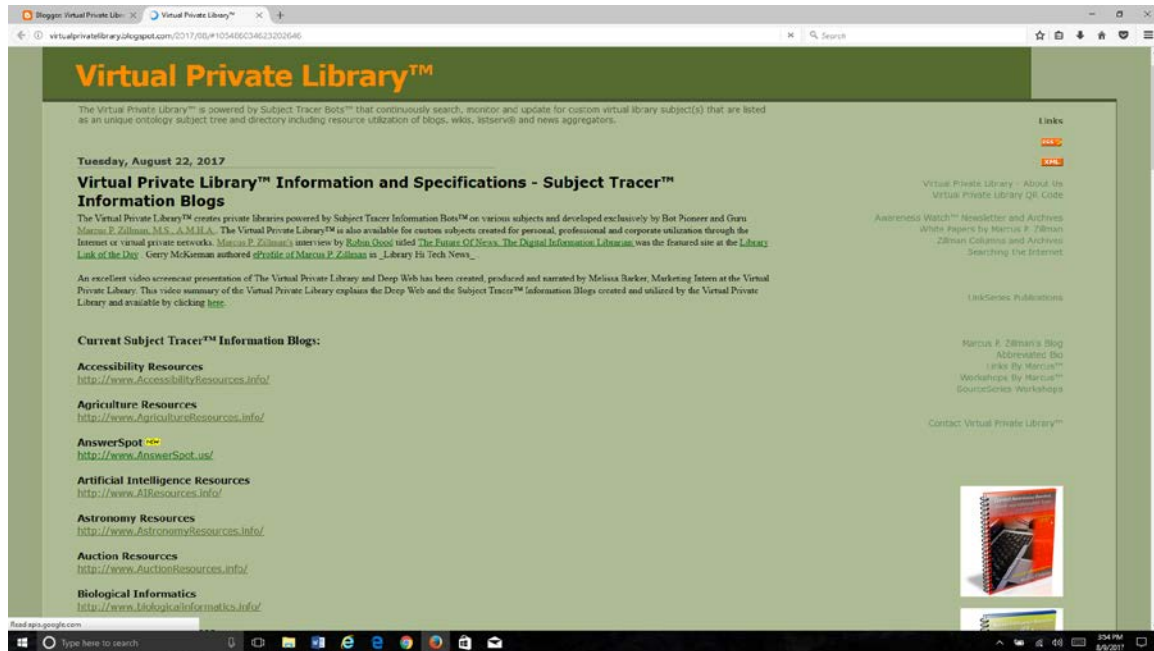 Blogger: Virtual Private Libr
Virtual Private Library™
virtualprivatelibrary.blogspot.com/2017/08/#105486034623202646
Search
Virtual Private Library™
The Virtual Private Library™ is powered by Subject Tracer Bots™ that continuously search, monitor and update for custom virtual library subject(s) that are listed
as an unique ontology subject tree and directory including resource utilization of blogs, wikis, listserv® and news aggregators.
Links
RSS
XML
Tuesday, August 22, 2017
Virtual Private Library™ Information and Specifications - Subject Tracer™
Information Blogs
The Virtual Private Library™ creates private libraries powered by Subject Tracer Information Bots™ on various subjects and developed exclusively by Bot Pioneer and Guru
Marcus P. Zillman, M.S., A.M.H.A.. The Virtual Private Library™ is also available for custom subjects created for personal, professional and corporate utilization through the
Internet or virtual private networks. Marcus P. Zillman's interview by Robin Good titled The Future Of News: The Digital Information Librarian was the featured site at the Library
Link of the Day . Gerry McKiernan authored eProfile of Marcus P. Zillman in _Library Hi Tech News_.
An excellent video screencast presentation of The Virtual Private Library and Deep Web has been created, produced and narrated by Melissa Barker, Marketing Intern at the Virtual
Private Library. This video summary of the Virtual Private Library explains the Deep Web and the Subject Tracer™ Information Blogs created and utilized by the Virtual Private
Library and available by clicking here.
Current Subject Tracer™ Information Blogs:
Accessibility Resources
http://www.AccessibilityResources.info/
Agriculture Resources
http://www.AgricultureResources.info/
AnswerSpot NEW
http://www.AnswerSpot.us/
Artificial Intelligence Resources
http://www.AIResources.info/
Astronomy Resources
http://www.AstronomyResources.info/
Auction Resources
http://www.AuctionResources.info/
Biological Informatics
http://www.biologicalinformatics.info/
Virtual Private Library - About Us
Virtual Private Library QR Code
Awareness Watch™ Newsletter and Archives
White Papers by Marcus P. Zillman
Zillman Columns and Archives
Searching the Internet
LinkSeries Publications
Marcus P. Zillman's Blog
Abbreviated Bio
Links By Marcus™
Workshops By Marcus™
SourceSeries Workshops
Contact Virtual Private Library™
Read apis.google.com
Type here to search
3:54 PM
8/9/2017